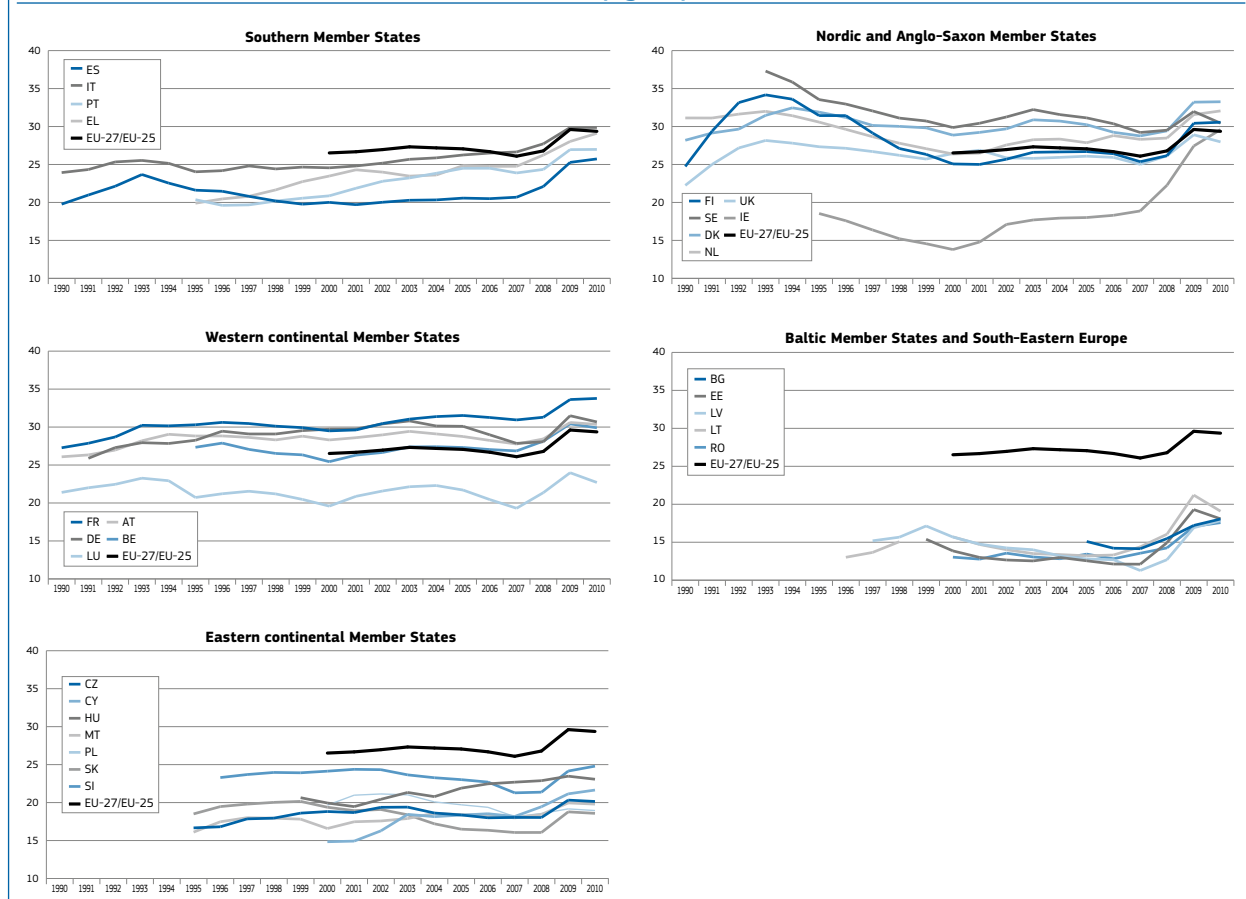 Southern Member States
40
35
30
25
20
15
10
ES
IT
PT
EL
EU-27/EU-25
1990 1991 1992 1993 1994 1995 1996 1997 1998 1999 2000 2001 2002 2003 2004 2005 2006 2007 2008 2009 2010
Nordic and Anglo-Saxon Member States
40
35
30
25
20
15
10
FI UK
SE IE
DK EU-27/EU-25
NL
1990 1991 1992 1993 1994 1995 1996 1997 1998 1999 2000 2001 2002 2003 2004 2005 2006 2007 2008 2009 2010
Western continental Member States
40
35
30
25
20
15
10
FR AT
DE BE
LU EU-27/EU-25
1990 1991 1992 1993 1994 1995 1996 1997 1998 1999 2000 2001 2002 2003 2004 2005 2006 2007 2008 2009 2010
Baltic Member States and South-Eastern Europe
40
35
30
25
20
15
10
BG
EE
LV
LT
RO
EU-27/EU-25
1990 1991 1992 1993 1994 1995 1996 1997 1998 1999 2000 2001 2002 2003 2004 2005 2006 2007 2008 2009 2010
Eastern continental Member States
40
35
30
25
20
15
10
CZ
CY
HU
MT
PL
SK
SI
EU-27/EU-25
1990 1991 1992 1993 1994 1995 1996 1997 1998 1999 2000 2001 2002 2003 2004 2005 2006 2007 2008 2009 2010